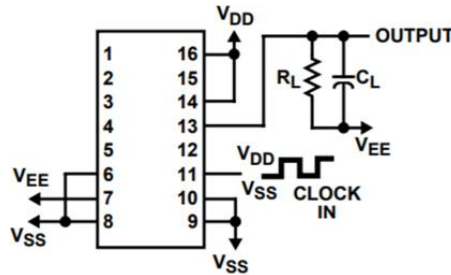 VDD
OUTPUT
1 16
2 15
3 14
4 13
5 12
6 11
7 10
8 9
RL
CL
VEE
VDD
VSS
CLOCK
IN
VEE
VSS
VSS